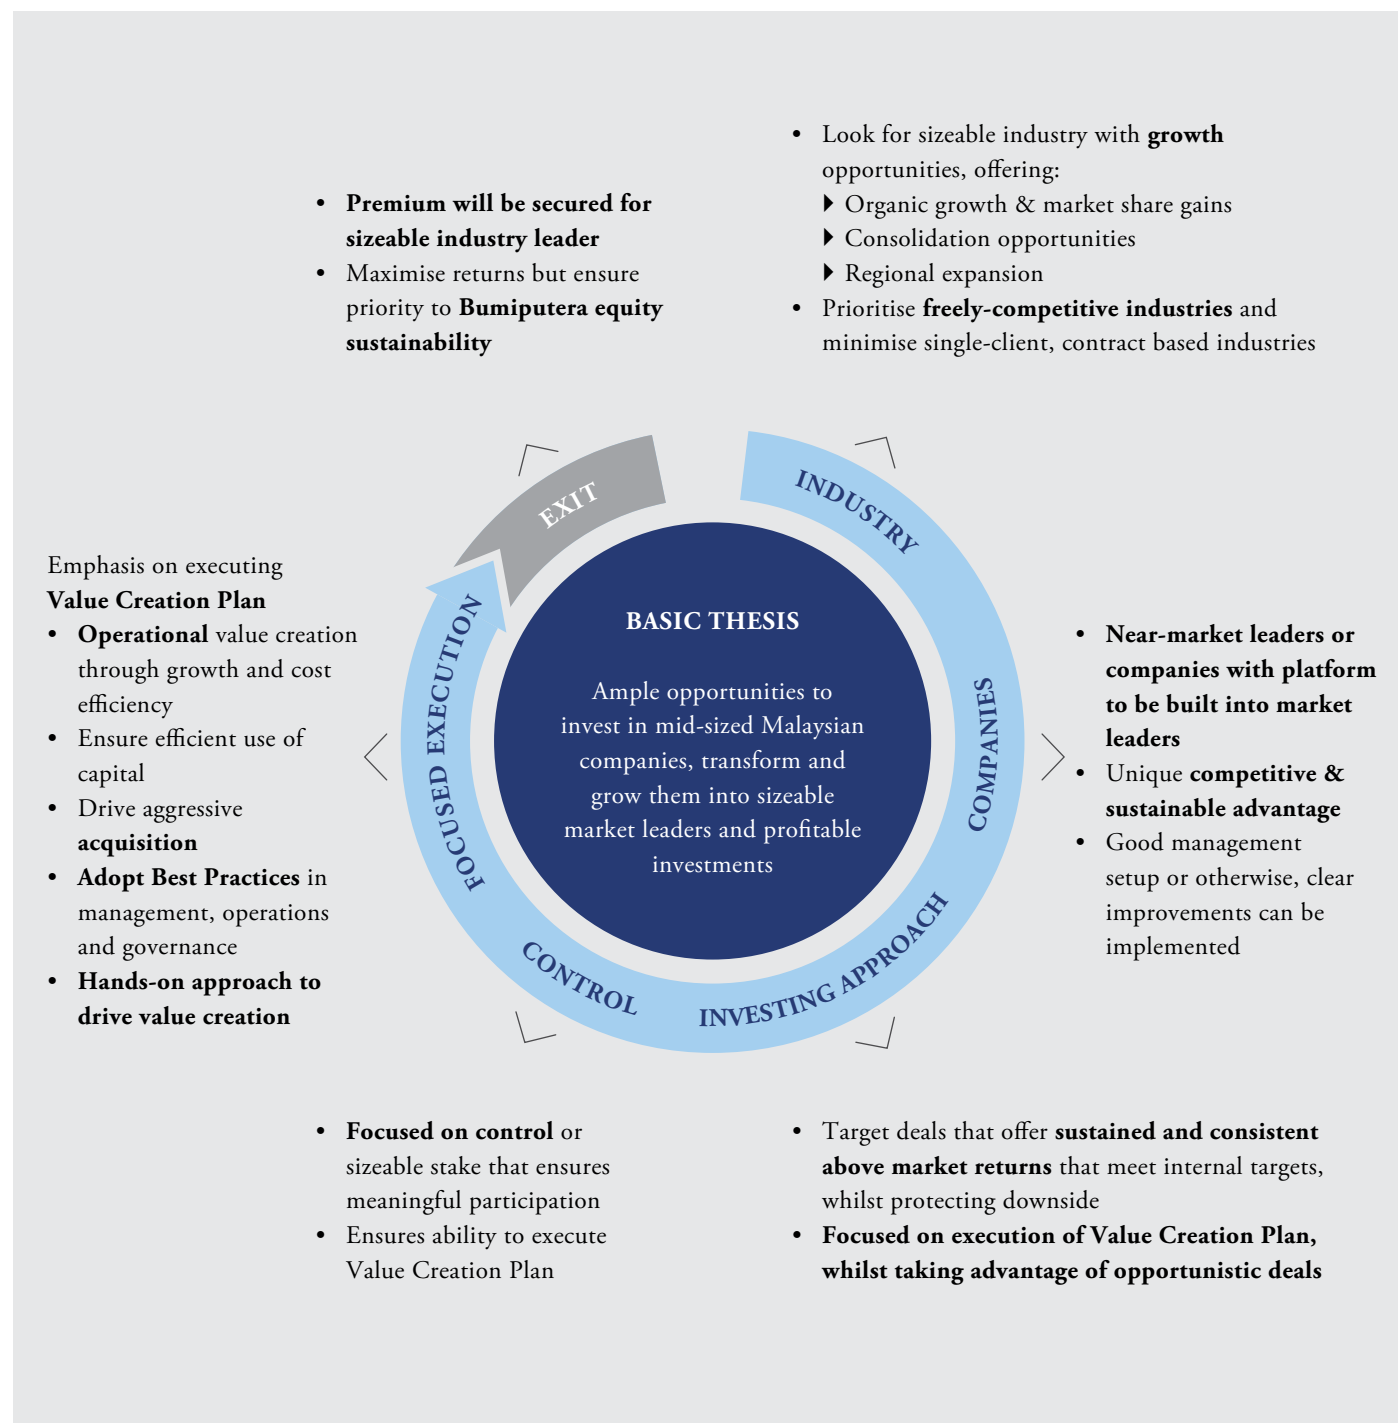 • Premium will be secured for
sizeable industry leader
• Maximise returns but ensure
priority to Bumiputera equity
sustainability
• Look for sizeable industry with growth
opportunities, offering:
▶ Organic growth & market share gains
▶ Consolidation opportunities
▶ Regional expansion
• Prioritise freely-competitive industries and
minimise single-client, contract based industries
EXIT
INDUSTRY
COMPANIES
INVESTING APPROACH
CONTROL
FOCUSED EXECUTION
BASIC THESIS
Ample opportunities to
invest in mid-sized Malaysian
companies, transform and
grow them into sizeable
market leaders and profitable
investments
Emphasis on executing
Value Creation Plan
• Operational value creation
through growth and cost
efficiency
• Ensure efficient use of
capital
• Drive aggressive
acquisition
• Adopt Best Practices in
management, operations
and governance
• Hands-on approach to
drive value creation
• Near-market leaders or
companies with platform
to be built into market
leaders
• Unique competitive &
sustainable advantage
• Good management
setup or otherwise, clear
improvements can be
implemented
• Focused on control or
sizeable stake that ensures
meaningful participation
• Ensures ability to execute
Value Creation Plan
• Target deals that offer sustained and consistent
above market returns that meet internal targets,
whilst protecting downside
• Focused on execution of Value Creation Plan,
whilst taking advantage of opportunistic deals